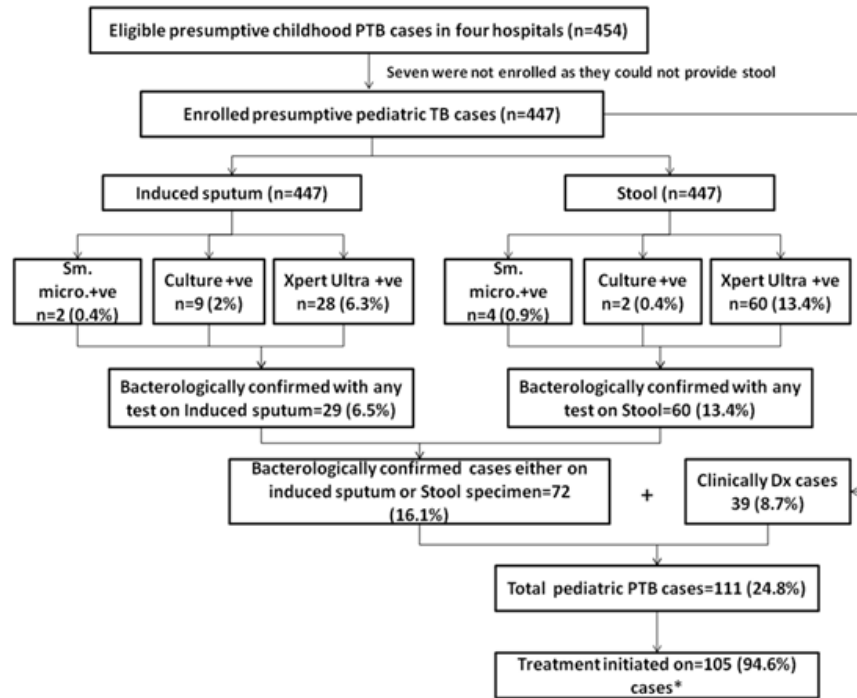 Eligible presumptive childhood PTB cases in four hospitals (n=454)
Seven were not enrolled as they could not provide stool
Enrolled presumptive pediatric TB cases (n=447)
Induced sputum (n=447)
Stool (n=447)
Sm.
micro.+ve
n=2 (0.4%)
Culture +ve
n=9 (2%)
Xpert Ultra +ve
n=28 (6.3%)
Sm.
micro.+ve
n=4 (0.9%)
Culture +ve
n=2 (0.4%)
Xpert Ultra +ve
n=60 (13.4%)
Bacterologically confirmed with any
test on Induced sputum=29 (6.5%)
Bacterologically confirmed with any
test on Stool=60 (13.4%)
Bacterologically confirmed cases either on
induced sputum or Stool specimen=72
(16.1%)
+
Clinically Dx cases
39 (8.7%)
Total pediatric PTB cases=111 (24.8%)
Treatment initiated on=105 (94.6%)
cases*